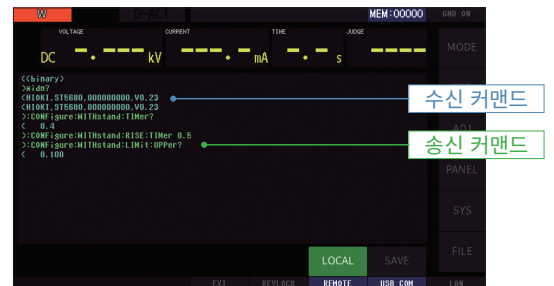 W D-ACT MEM:00000 GND ON
VOLTAGE CURRENT TIME JUDGE
DC -.--- kV ---.- mA -.- s ----
MODE
<<binary>
>*idn?
<HIOKI,ST5680,000000000,V0.23
<HIOKI,ST5680,000000000,V0.23
수신 커맨드
>:CONFigure:WITHstand:TIMer?
< 0.4
ADJ
>:CONFigure:WITHstand:RISE:TIMer 0.5
>:CONFigure:WITHstand:LIMit:UPPer?
송신 커맨드
< 0.100
PANEL
SYS
FILE
LOCAL SAVE
EXT KEYLOCK REMOTE USB COM LAN